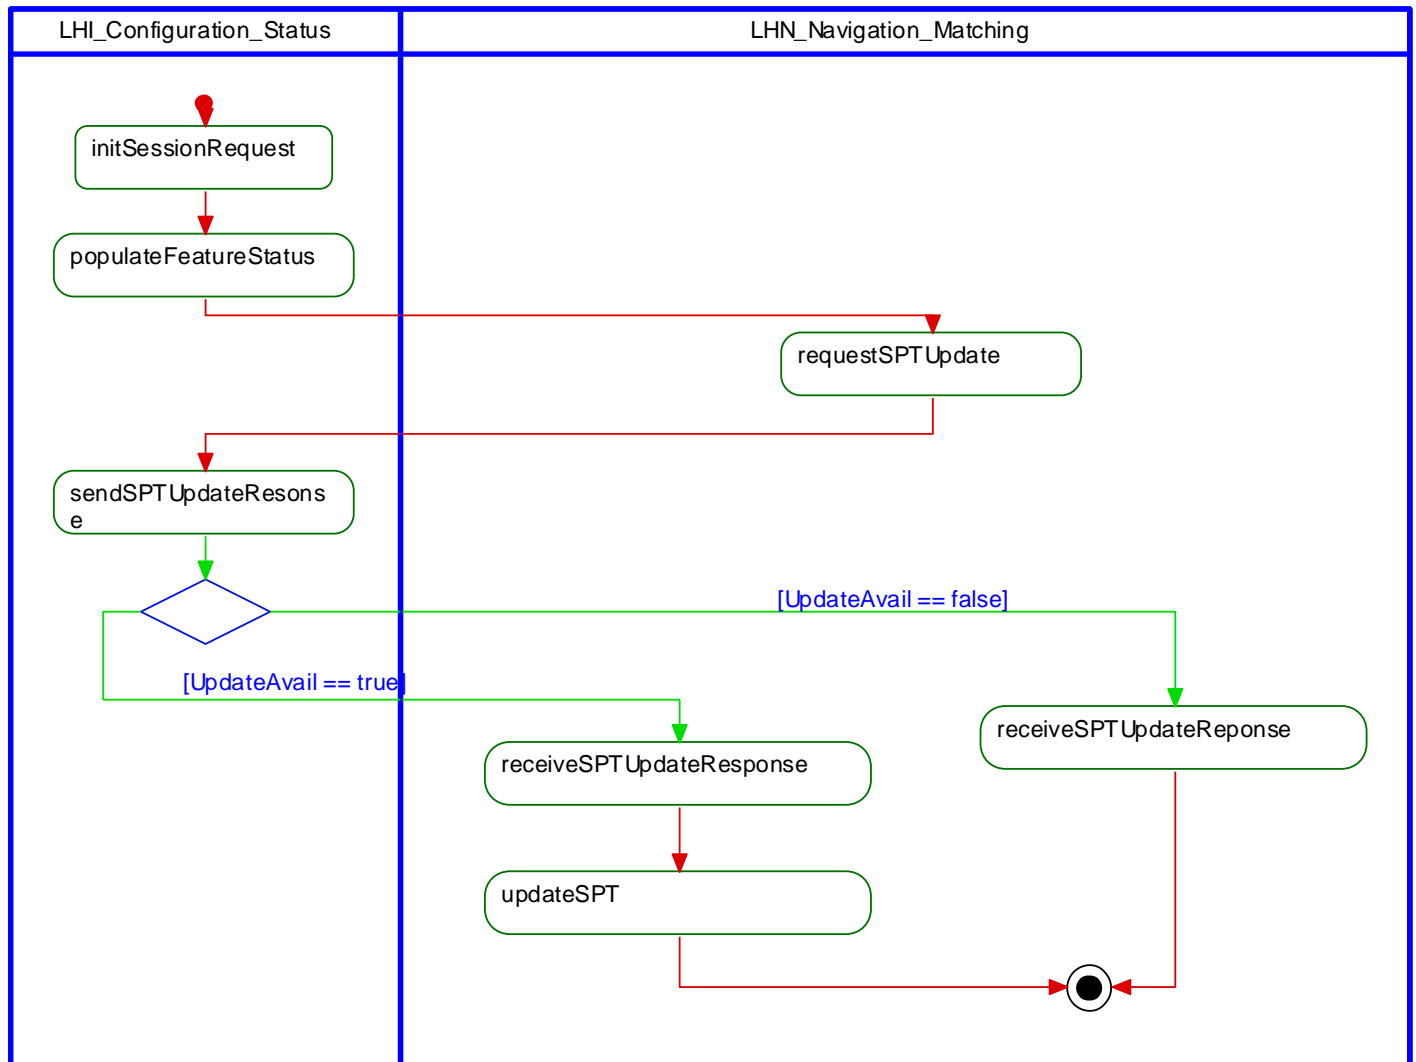 LHI_Configuration_Status
LHN_Navigation_Matching
initSessionRequest
populateFeatureStatus
requestSPTUpdate
sendSPTUpdateResons
e
[UpdateAvail == false]
[UpdateAvail == true]
receiveSPTUpdateReponse
receiveSPTUpdateResponse
updateSPT